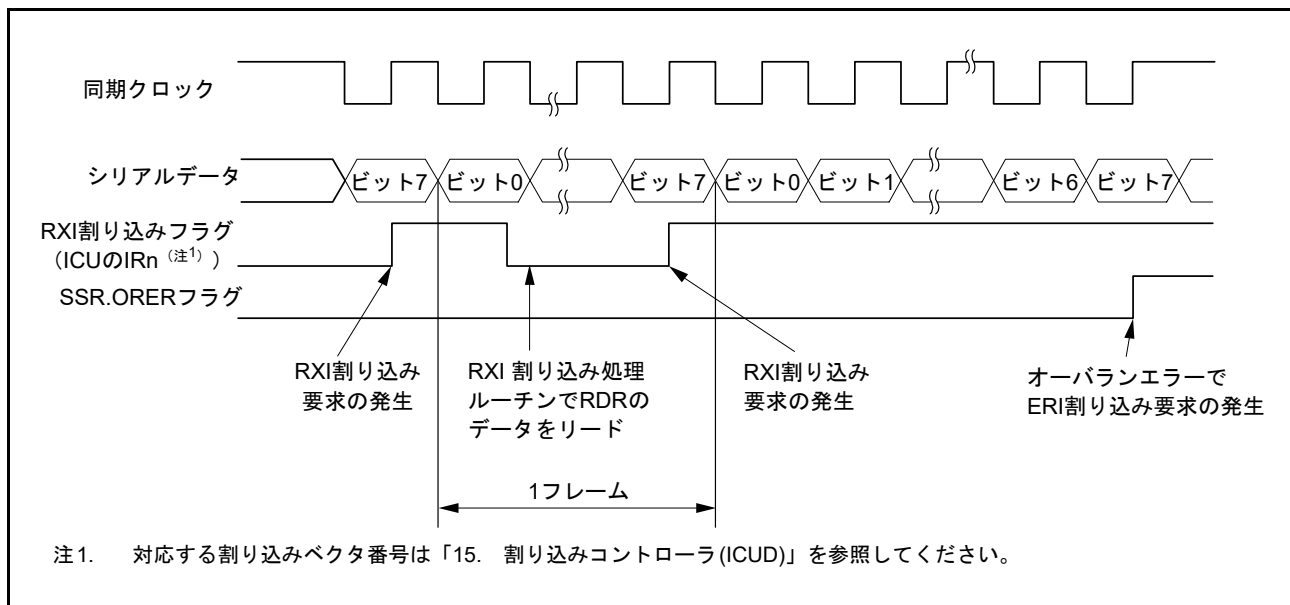 同期クロック
シリアルデータ
ビット7
ビット0
ビット7
ビット0
ビット1
ビット6
ビット7
RXI割り込みフラグ
（ICUのIRn（注1））
SSR.ORERフラグ
RXI割り込み
要求の発生
RXI 割り込み処理
ルーチンでRDRの
データをリード
RXI割り込み
要求の発生
オーバランエラーで
ERI割り込み要求の発生
1フレーム
注1. 対応する割り込みベクタ番号は「15. 割り込みコントローラ(ICUD)」を参照してください。